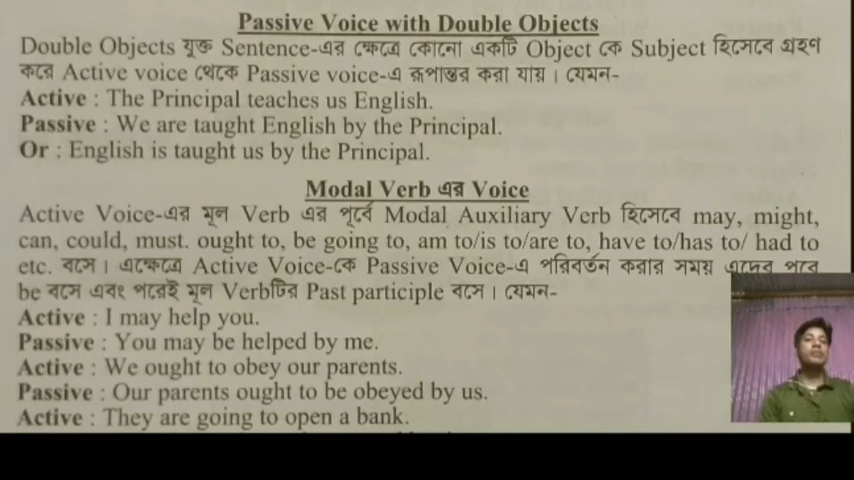 Passive Voice with Double Objects
Double Objects যুক্ত Sentence-এর ক্ষেত্রে কোনো একটি Object কে Subject হিসেবে গ্রহণ
করে Active voice থেকে Passive voice-এ রূপান্তর করা যায়। যেমন-
Active : The Principal teaches us English.
Passive : We are taught English by the Principal.
Or : English is taught us by the Principal.
Modal Verb এর Voice
Active Voice-এর মূল Verb এর পূর্বে Modal Auxiliary Verb হিসেবে may, might,
can, could, must. ought to, be going to, am to/is to/are to, have to/has to/ had to
etc. বসে। এক্ষেত্রে Active Voice-কে Passive Voice-এ পরিবর্তন করার সময় এদের পরে
be বসে এবং পরেই মূল Verbটির Past participle বসে। যেমন-
Active : I may help you.
Passive : You may be helped by me.
Active : We ought to obey our parents.
Passive : Our parents ought to be obeyed by us.
Active : They are going to open a bank.